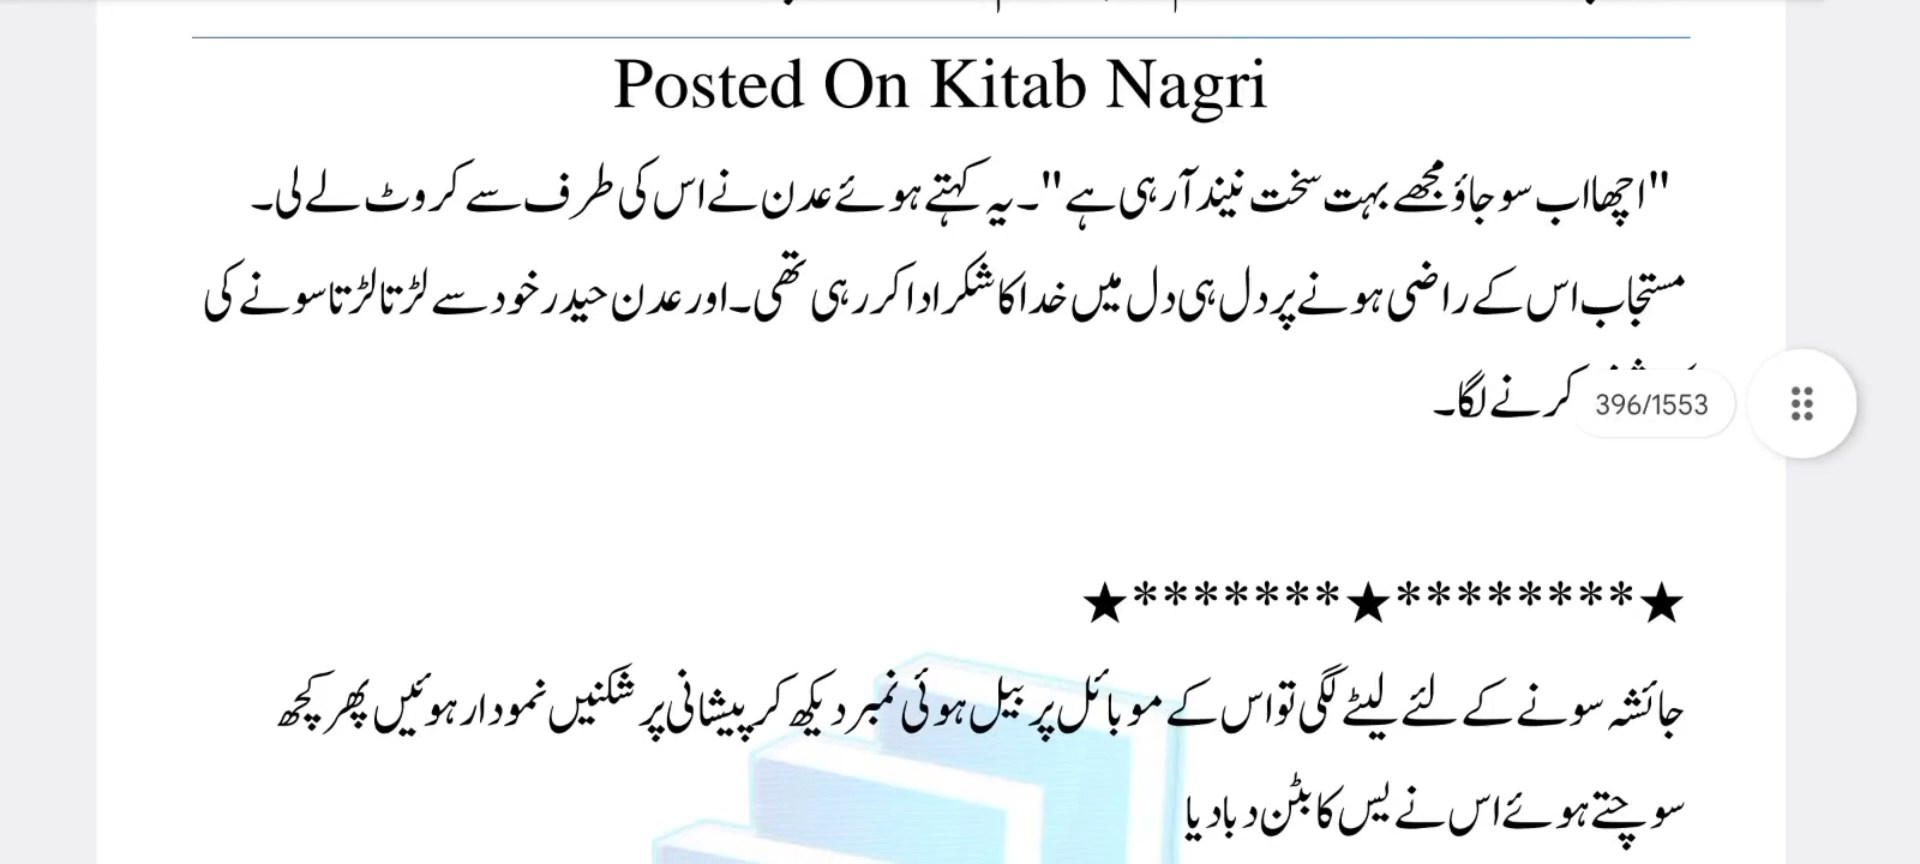 Posted On Kitab Nagri
"اچھا اب سو جاؤ مجھے بہت سخت نیند آ رہی ہے"۔ یہ کہتے ہوئے عدن نے اس کی طرف سے کروٹ لے لی۔
مستجاب اس کے راضی ہونے پر دل ہی دل میں خدا کا شکر ادا کر رہی تھی۔ اور عدن حیدر خود سے لڑتا لڑتا سونے کی
کرنے لگا۔
396/1553
★********★*******★
جائشہ سونے کے لئے لیٹے لگی تو اس کے موبائل پر بیل ہوئی نمبر دیکھ کر پیشانی پر شکنیں نمودار ہوئیں پھر کچھ
سوچتے ہوئے اس نے یس کا بٹن دبا دیا